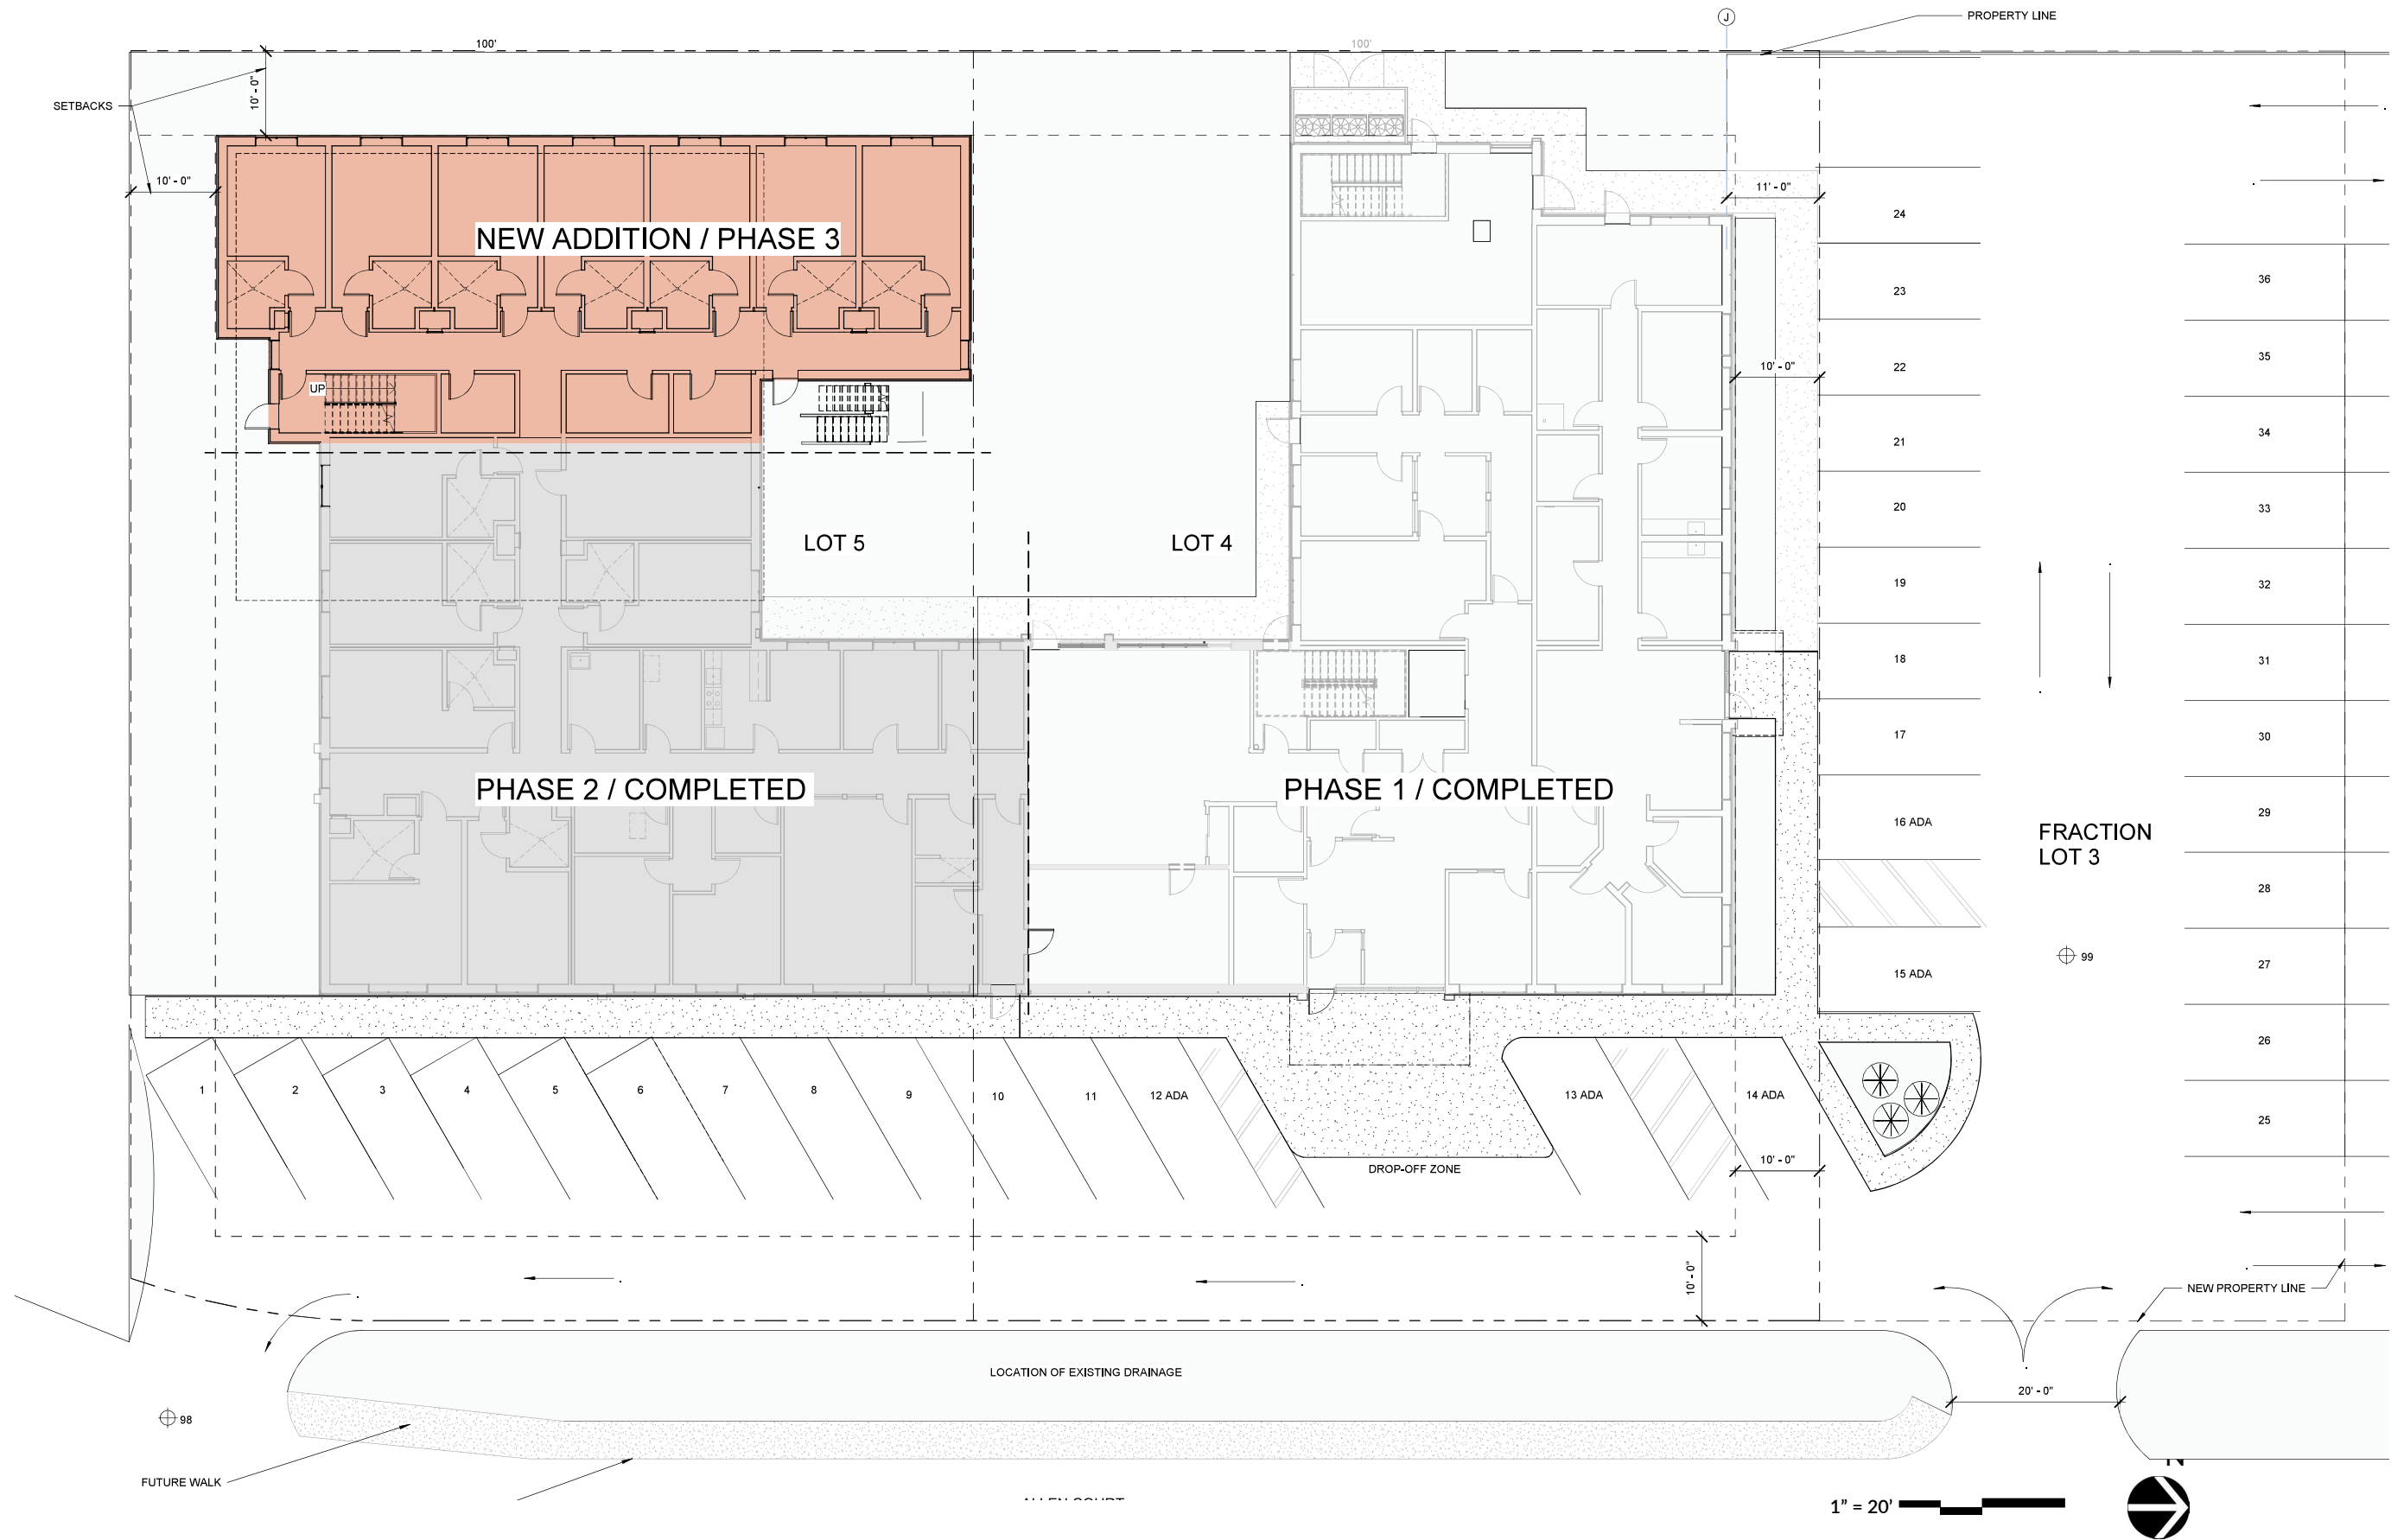 J
PROPERTY LINE
100'
100'
SETBACKS
10' - 0"
10' - 0"
11' - 0"
NEW ADDITION / PHASE 3
24
23
36
35
10' - 0"
22
UP
34
21
20
33
LOT 5
LOT 4
19
32
18
31
17
30
PHASE 2 / COMPLETED
PHASE 1 / COMPLETED
16 ADA
29
FRACTION
LOT 3
28
99
15 ADA
27
26
1
2
3
4
5
6
7
8
9
10
11
12 ADA
13 ADA
14 ADA
25
DROP-OFF ZONE
10' - 0"
10' - 0"
NEW PROPERTY LINE
LOCATION OF EXISTING DRAINAGE
20' - 0"
98
FUTURE WALK
ALLEN COURT
N
1” = 20’